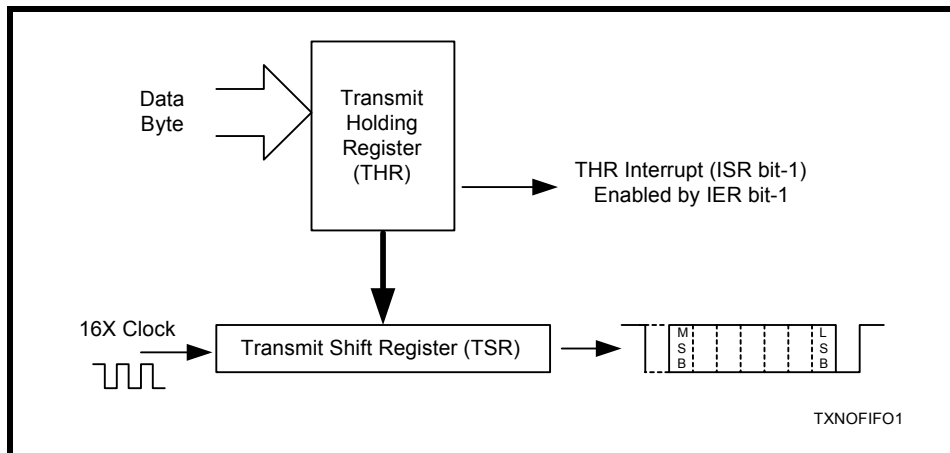 Data
Byte
Transmit
Holding
Register
(THR)
THR Interrupt (ISR bit-1)
Enabled by IER bit-1
16X Clock
Transmit Shift Register (TSR)
M
S
B
L
S
B
TXNOFIFO1